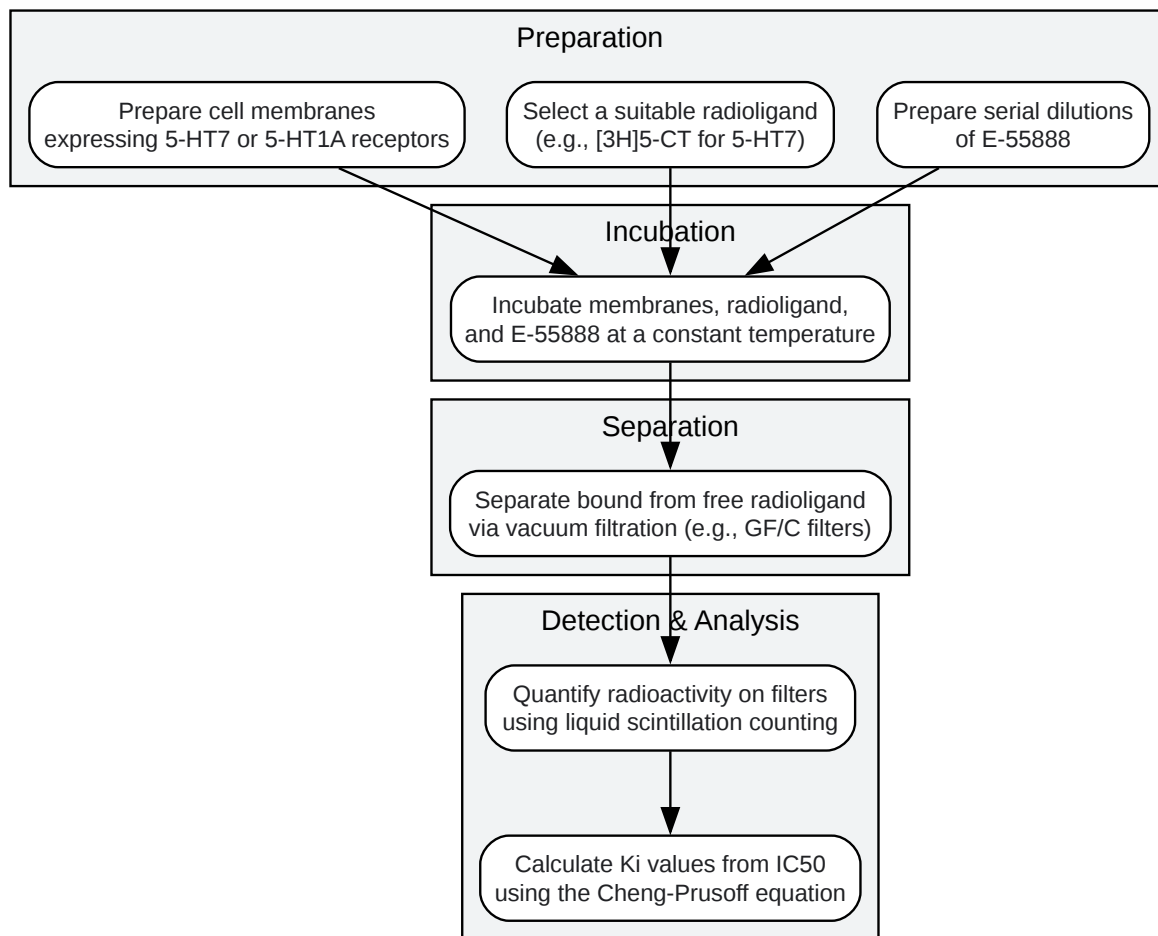 Preparation
Prepare cell membranes
expressing 5-HT7 or 5-HT1A receptors
Select a suitable radioligand
(e.g., [3H]5-CT for 5-HT7)
Prepare serial dilutions
of E-55888
Incubation
Incubate membranes, radioligand,
and E-55888 at a constant temperature
Separation
Separate bound from free radioligand
via vacuum filtration (e.g., GF/C filters)
Detection & Analysis
Quantify radioactivity on filters
using liquid scintillation counting
Calculate Ki values from IC50
using the Cheng-Prusoff equation